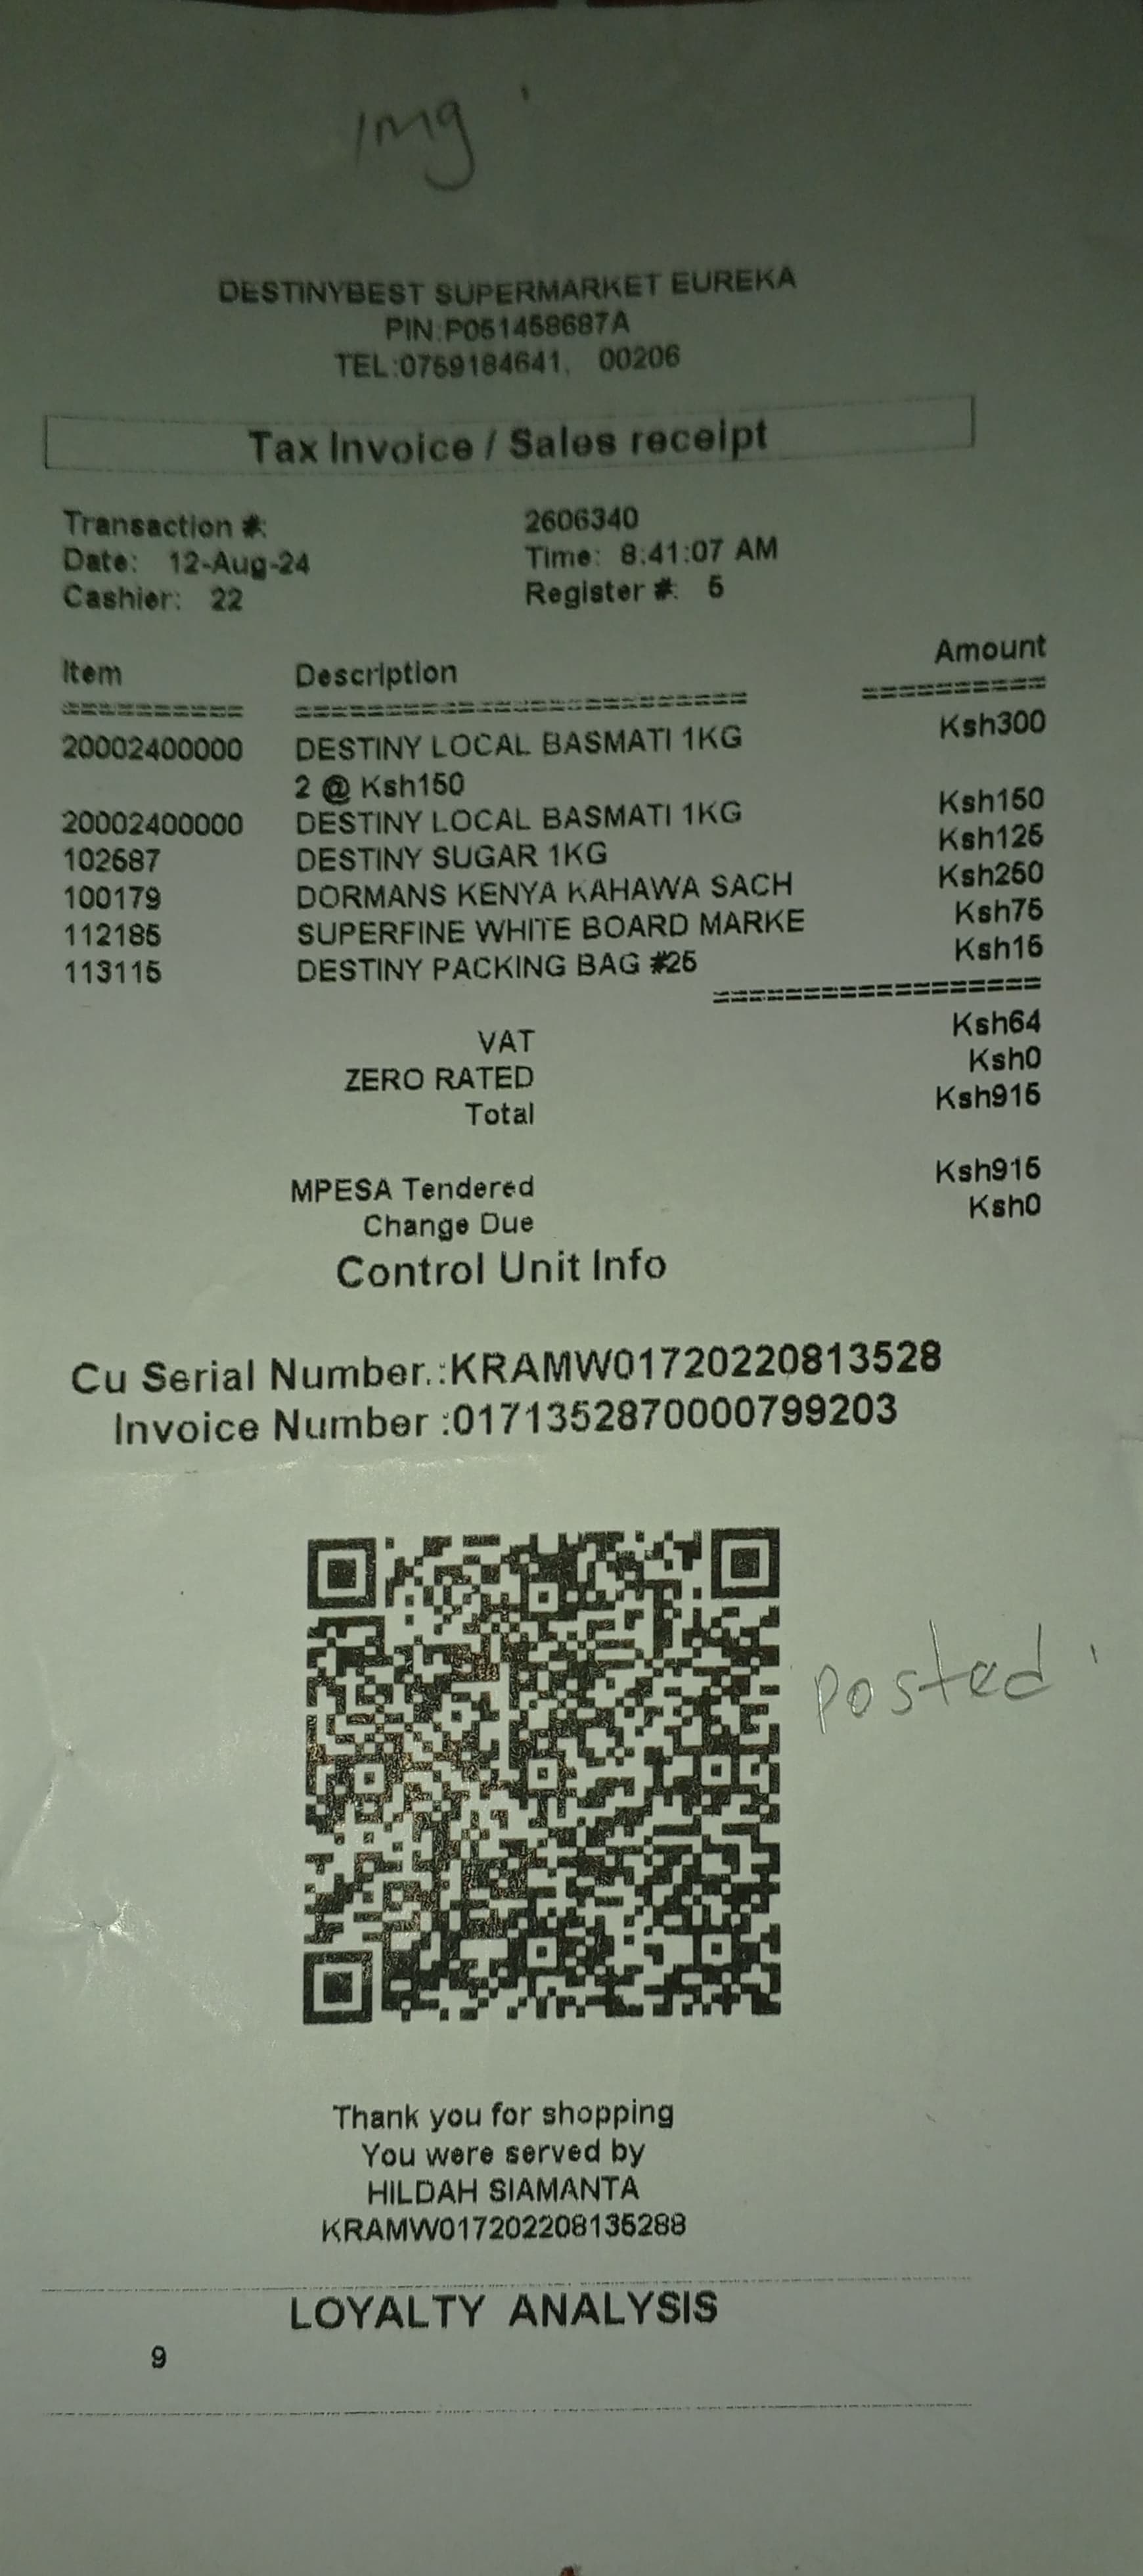 Img
DESTINYBEST SUPERMARKET EUREKA
PIN:P051458687A
TEL:0759184641, 00206
Tax Invoice / Sales receipt
Transaction #: 2606340
Date: 12-Aug-24 Time: 8:41:07 AM
Cashier: 22 Register #: 5
Item Description Amount
========== ========================= ==========
20002400000 DESTINY LOCAL BASMATI 1KG Ksh300
2 @ Ksh150
20002400000 DESTINY LOCAL BASMATI 1KG Ksh150
102587 DESTINY SUGAR 1KG Ksh125
100179 DORMANS KENYA KAHAWA SACH Ksh250
112185 SUPERFINE WHITE BOARD MARKE Ksh75
113115 DESTINY PACKING BAG #25 Ksh15
==================
VAT Ksh64
ZERO RATED Ksh0
Total Ksh915
MPESA Tendered Ksh915
Change Due Ksh0
Control Unit Info
Cu Serial Number.:KRAMW01720220813528
Invoice Number :0171352870000799203
posted
Thank you for shopping
You were served by
HILDAH SIAMANTA
KRAMW017202208135288
LOYALTY ANALYSIS
9